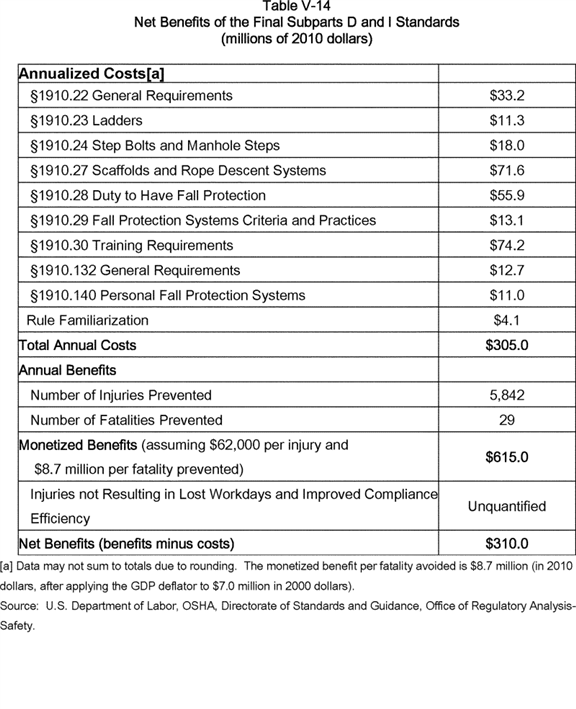 Table V-14
Net Benefits of the Final Subparts D and I Standards
(millions of 2010 dollars)
Annualized Costs[a]
§1910.22 General Requirements $33.2
§1910.23 Ladders $11.3
§1910.24 Step Bolts and Manhole Steps $18.0
§1910.27 Scaffolds and Rope Descent Systems $71.6
§1910.28 Duty to Have Fall Protection $55.9
§1910.29 Fall Protection Systems Criteria and Practices $13.1
§1910.30 Training Requirements $74.2
§1910.132 General Requirements $12.7
§1910.140 Personal Fall Protection Systems $11.0
Rule Familiarization $4.1
Total Annual Costs $305.0
Annual Benefits
Number of Injuries Prevented 5,842
Number of Fatalities Prevented 29
Monetized Benefits (assuming $62,000 per injury and
$8.7 million per fatality prevented) $615.0
Injuries not Resulting in Lost Workdays and Improved Compliance
Efficiency Unquantified
Net Benefits (benefits minus costs) $310.0
[a] Data may not sum to totals due to rounding. The monetized benefit per fatality avoided is $8.7 million (in 2010
dollars, after applying the GDP deflator to $7.0 million in 2000 dollars).
Source: U.S. Department of Labor, OSHA, Directorate of Standards and Guidance, Office of Regulatory Analysis-
Safety.